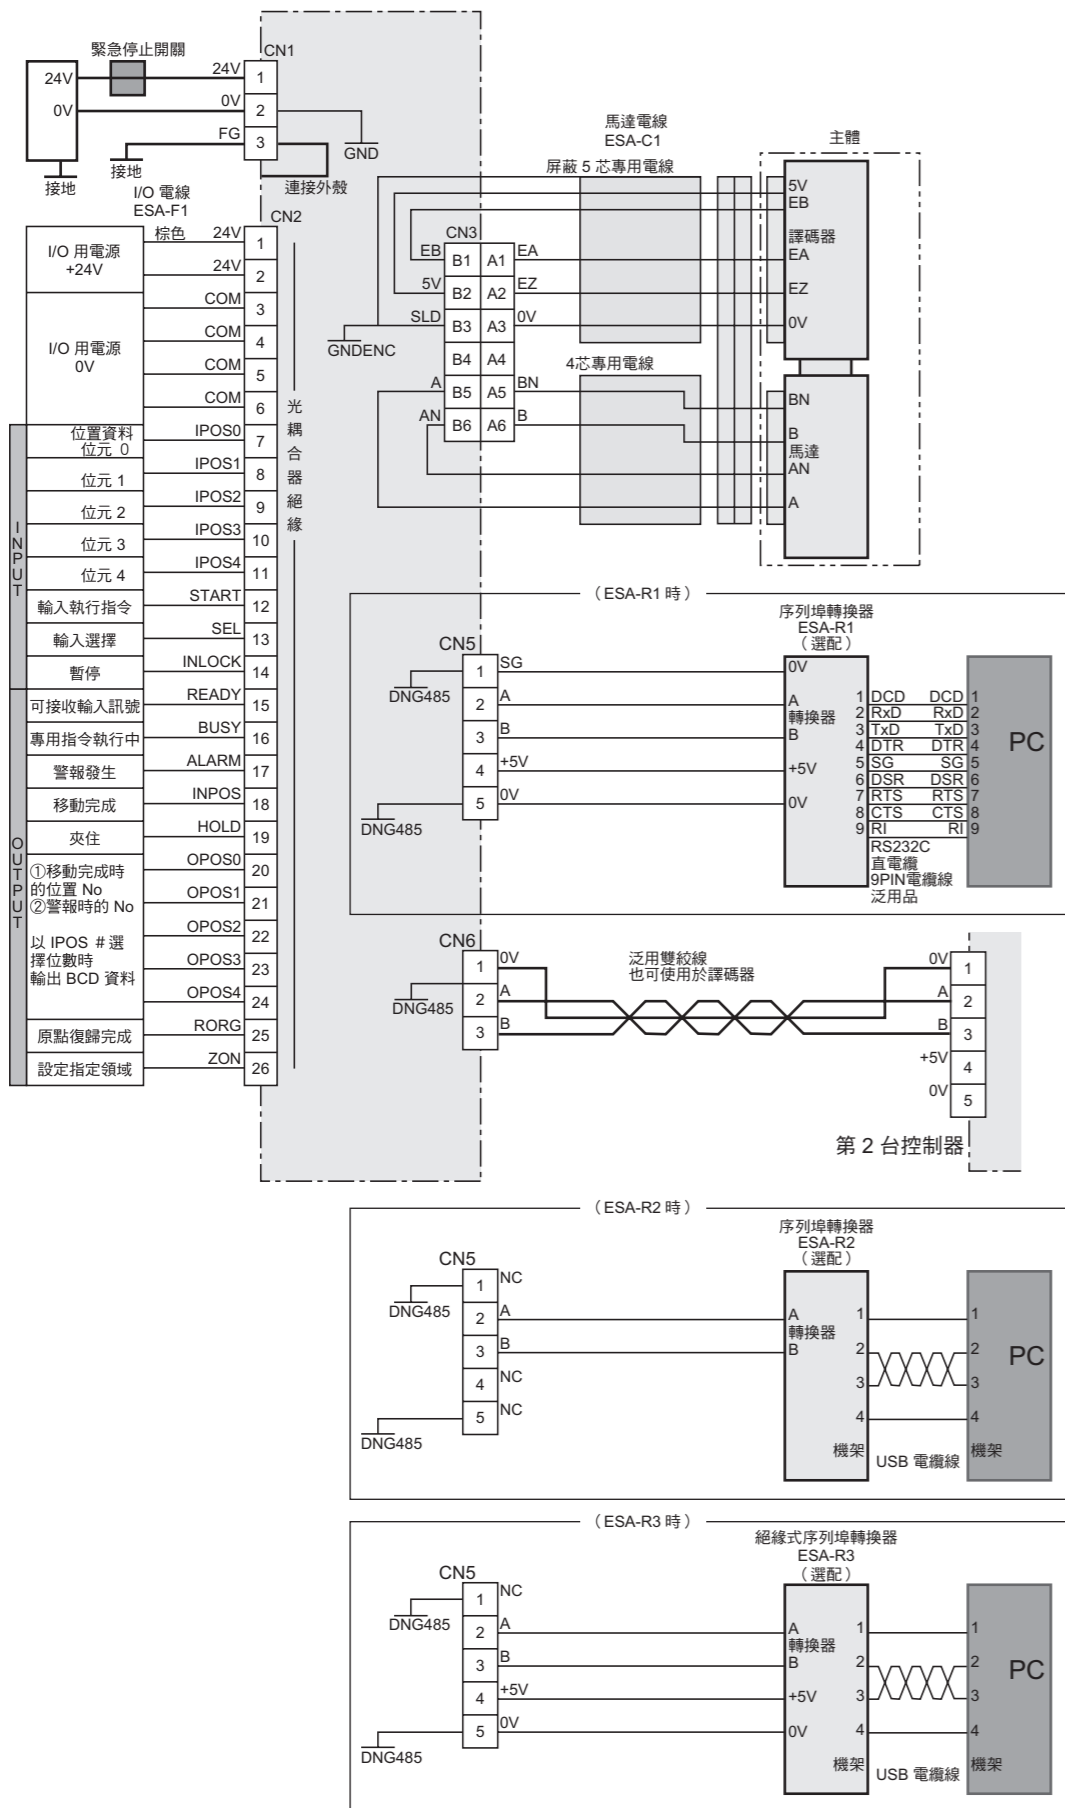 緊急停止開關
24V
0V
接地
24V
0V
FG
接地
CN1
1
2
3
GND
連接外殼
I/O 電線
ESA-F1
CN2
棕色
I/O 用電源
+24V
24V
1
24V
2
I/O 用電源
0V
COM
3
COM
4
COM
5
COM
6
INPUT
位置資料
位元 0
IPOS0
7
位元 1
IPOS1
8
位元 2
IPOS2
9
位元 3
IPOS3
10
位元 4
IPOS4
11
輸入執行指令
START
12
輸入選擇
SEL
13
暫停
INLOCK
14
OUTPUT
可接收輸入訊號
READY
15
專用指令執行中
BUSY
16
警報發生
ALARM
17
移動完成
INPOS
18
夾住
HOLD
19
①移動完成時
的位置 No
②警報時的 No
以 IPOS #選
擇位數時
輸出 BCD 資料
OPOS0
20
OPOS1
21
OPOS2
22
OPOS3
23
OPOS4
24
原點復歸完成
RORG
25
設定指定領域
ZON
26
光耦合器絕緣
馬達電線
ESA-C1
屏蔽 5 芯專用電線
4芯專用電線
主體
CN3
EB
B1
A1
EA
5V
B2
A2
EZ
SLD
B3
A3
0V
GNDENC
B4
A4
A
B5
A5
BN
AN
B6
A6
B
5V
EB
譯碼器
EA
EZ
0V
BN
B
馬達
AN
A
（ESA-R1 時）
序列埠轉換器
ESA-R1
（選配）
CN5
1
SG
DNG485
2
A
3
B
4
+5V
5
0V
DNG485
0V
A
轉換器
B
+5V
0V
1 DCD DCD 1
2 RxD RxD 2
3 TxD TxD 3
4 DTR DTR 4
5 SG SG 5
6 DSR DSR 6
7 RTS RTS 7
8 CTS CTS 8
9 RI RI 9
RS232C
直電纜
9PIN電纜線
泛用品
PC
CN6
1
0V
2
A
3
B
DNG485
泛用雙絞線
也可使用於譯碼器
0V
1
A
2
B
3
+5V
4
0V
5
第 2 台控制器
（ESA-R2 時）
序列埠轉換器
ESA-R2
（選配）
CN5
1
NC
DNG485
2
A
3
B
4
NC
5
NC
DNG485
A
轉換器
B
1
2
3
4
機架
USB 電纜線
1
2
3
4
機架
PC
（ESA-R3 時）
絕緣式序列埠轉換器
ESA-R3
（選配）
CN5
1
NC
DNG485
2
A
3
B
4
+5V
5
0V
DNG485
A
轉換器
B
+5V
0V
1
2
3
4
機架
USB 電纜線
1
2
3
4
機架
PC